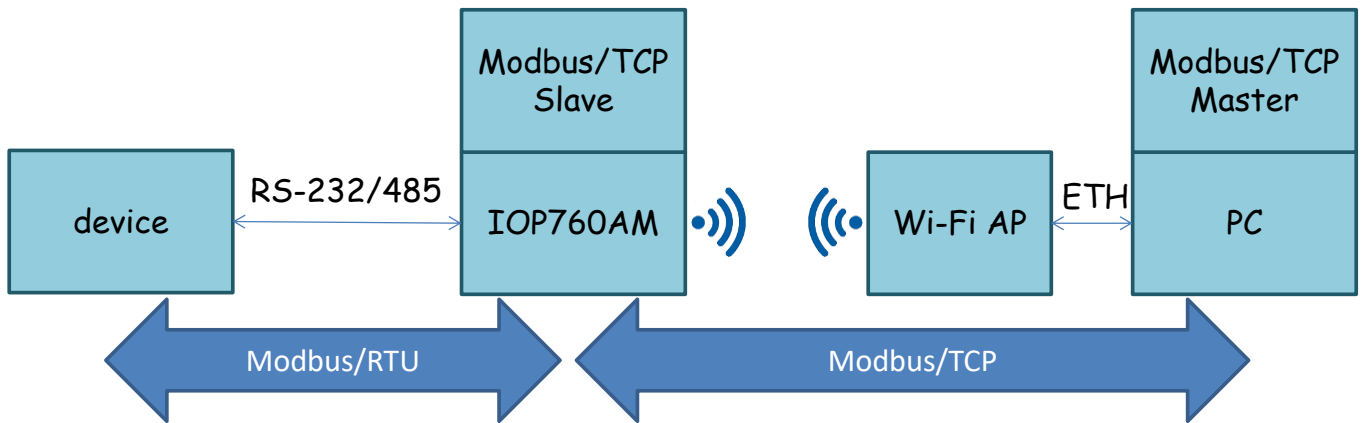 Modbus/TCP
Slave
Modbus/TCP
Master
device
RS-232/485
IOP760AM
Wi-Fi AP
ETH
PC
Modbus/RTU
Modbus/TCP